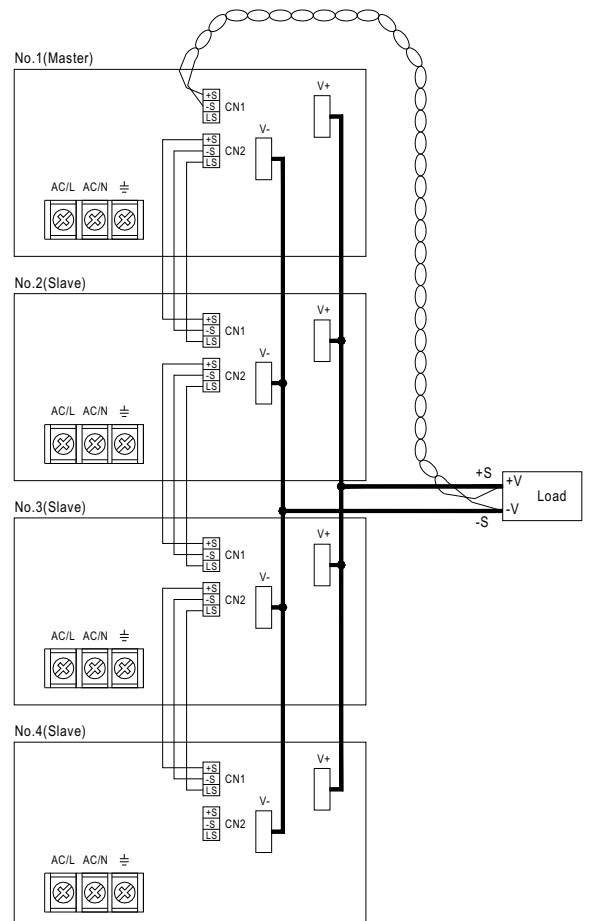 No.1(Master)
V+
+S
-S CN1
LS
V-
+S
-S CN2
LS
AC/L AC/N ⏚
No.2(Slave)
V+
+S
-S CN1
LS
V-
+S
-S CN2
LS
AC/L AC/N ⏚
+S
+V
Load
-V
-S
No.3(Slave)
V+
+S
-S CN1
LS
V-
+S
-S CN2
LS
AC/L AC/N ⏚
No.4(Slave)
V+
+S
-S CN1
LS
V-
+S
-S CN2
LS
AC/L AC/N ⏚